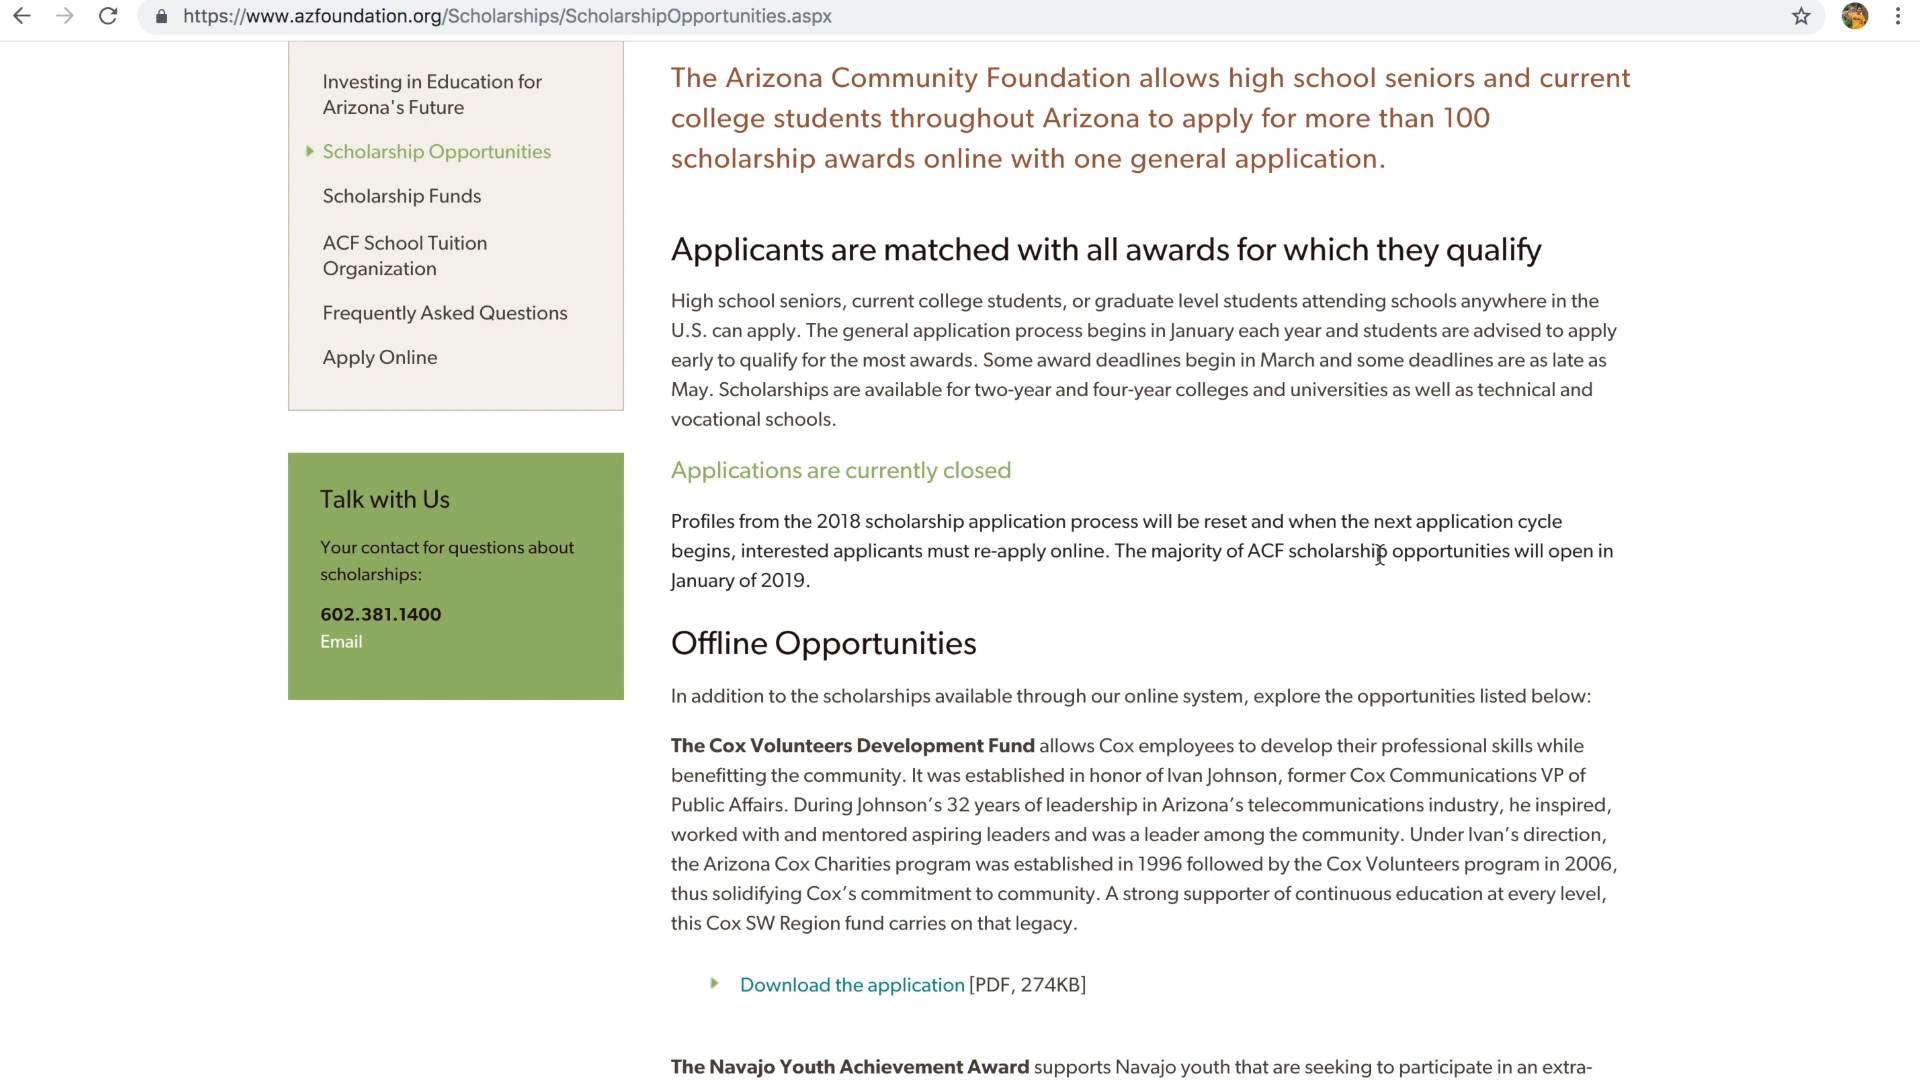 https://www.azfoundation.org/Scholarships/ScholarshipOpportunities.aspx
Investing in Education for
Arizona's Future
Scholarship Opportunities
Scholarship Funds
ACF School Tuition
Organization
Frequently Asked Questions
Apply Online
Talk with Us
Your contact for questions about
scholarships:
602.381.1400
Email
The Arizona Community Foundation allows high school seniors and current
college students throughout Arizona to apply for more than 100
scholarship awards online with one general application.
Applicants are matched with all awards for which they qualify
High school seniors, current college students, or graduate level students attending schools anywhere in the
U.S. can apply. The general application process begins in January each year and students are advised to apply
early to qualify for the most awards. Some award deadlines begin in March and some deadlines are as late as
May. Scholarships are available for two-year and four-year colleges and universities as well as technical and
vocational schools.
Applications are currently closed
Profiles from the 2018 scholarship application process will be reset and when the next application cycle
begins, interested applicants must re-apply online. The majority of ACF scholarship opportunities will open in
January of 2019.
Offline Opportunities
In addition to the scholarships available through our online system, explore the opportunities listed below:
The Cox Volunteers Development Fund allows Cox employees to develop their professional skills while
benefitting the community. It was established in honor of Ivan Johnson, former Cox Communications VP of
Public Affairs. During Johnson's 32 years of leadership in Arizona's telecommunications industry, he inspired,
worked with and mentored aspiring leaders and was a leader among the community. Under Ivan's direction,
the Arizona Cox Charities program was established in 1996 followed by the Cox Volunteers program in 2006,
thus solidifying Cox's commitment to community. A strong supporter of continuous education at every level,
this Cox SW Region fund carries on that legacy.
Download the application [PDF, 274KB]
The Navajo Youth Achievement Award supports Navajo youth that are seeking to participate in an extra-